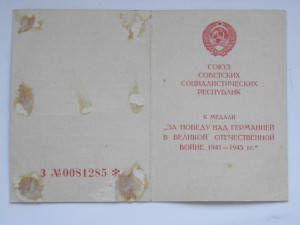 З №0081285 ✻
СОЮЗ
СОВЕТСКИХ
СОЦИАЛИСТИЧЕСКИХ
РЕСПУБЛИК
К МЕДАЛИ
„ЗА ПОБЕДУ НАД ГЕРМАНИЕЙ
В ВЕЛИКОЙ ОТЕЧЕСТВЕННОЙ
ВОЙНЕ 1941—1945 гг."